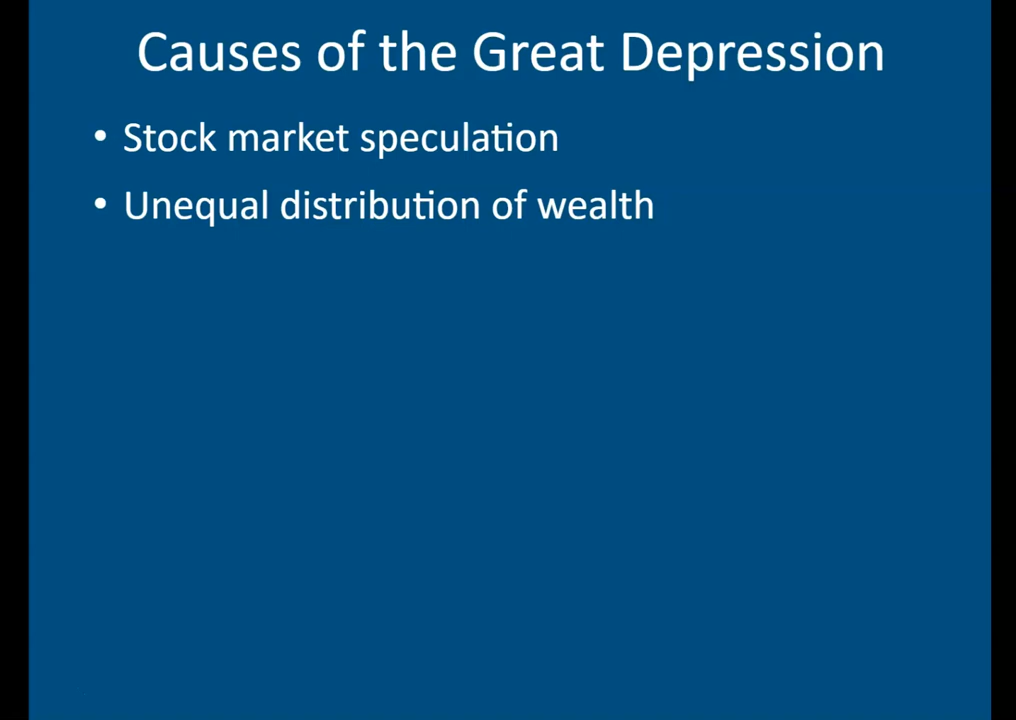 Causes of the Great Depression
• Stock market speculation
• Unequal distribution of wealth